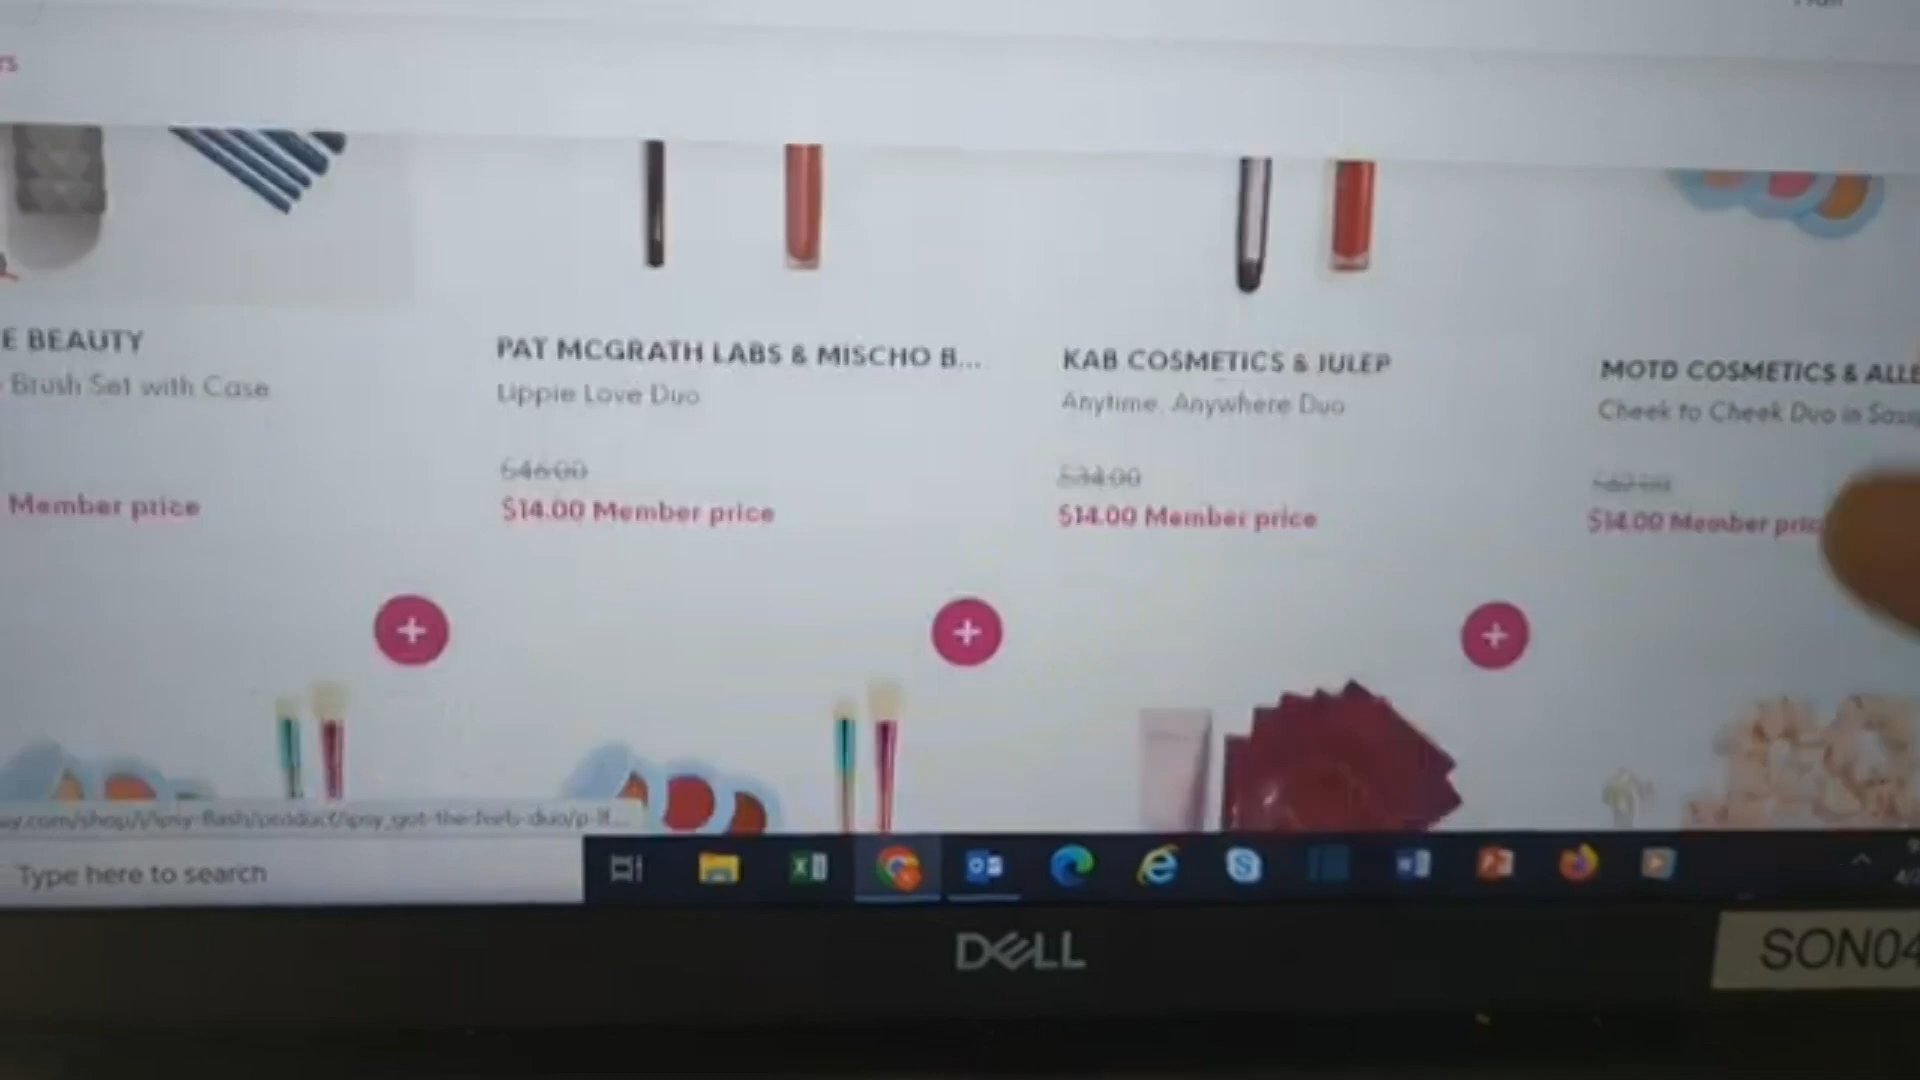 E BEAUTY
Brush Set with Case
Member price
PAT MCGRATH LABS & MISCHO B...
Lippie Love Duo
$46.00
$14.00 Member price
KAB COSMETICS & JULEP
Anytime, Anywhere Duo
$34.00
$14.00 Member price
MOTD COSMETICS & ALLE
Cheek to Cheek Duo in
$14.00 Member pric
Type here to search
DELL
SON04